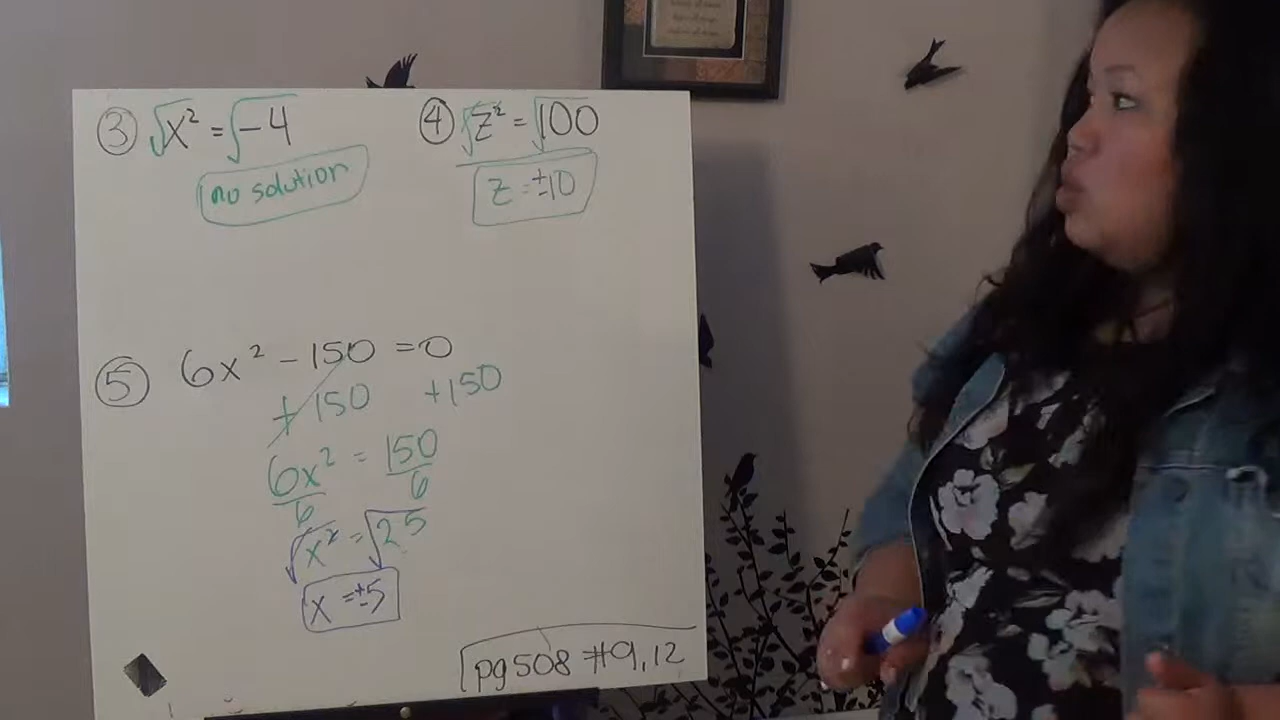 ③ √x² = √-4
no solution
④ √z² = √100
z = ±10
⑤ 6x² - 150 = 0
+ 150 +150
6x² = 150
6 6
√x² = √25
x = ±5
pg 508 #9, 12